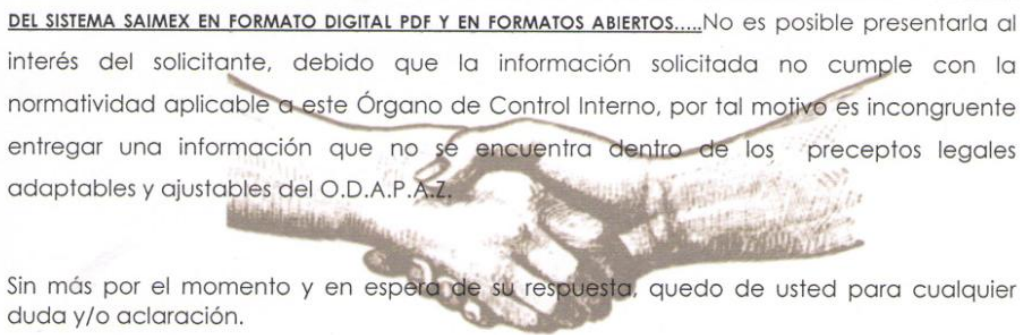 DEL SISTEMA SAIMEX EN FORMATO DIGITAL PDF Y EN FORMATOS ABIERTOS.....No es posible presentarla al
interés del solicitante, debido que la información solicitada no cumple con la
normatividad aplicable a este Órgano de Control Interno, por tal motivo es incongruente
entregar una información que no se encuentra dentro de los preceptos legales
adaptables y ajustables del O.D.A.P.A.Z.
Sin más por el momento y en espera de su respuesta, quedo de usted para cualquier
duda y/o aclaración.